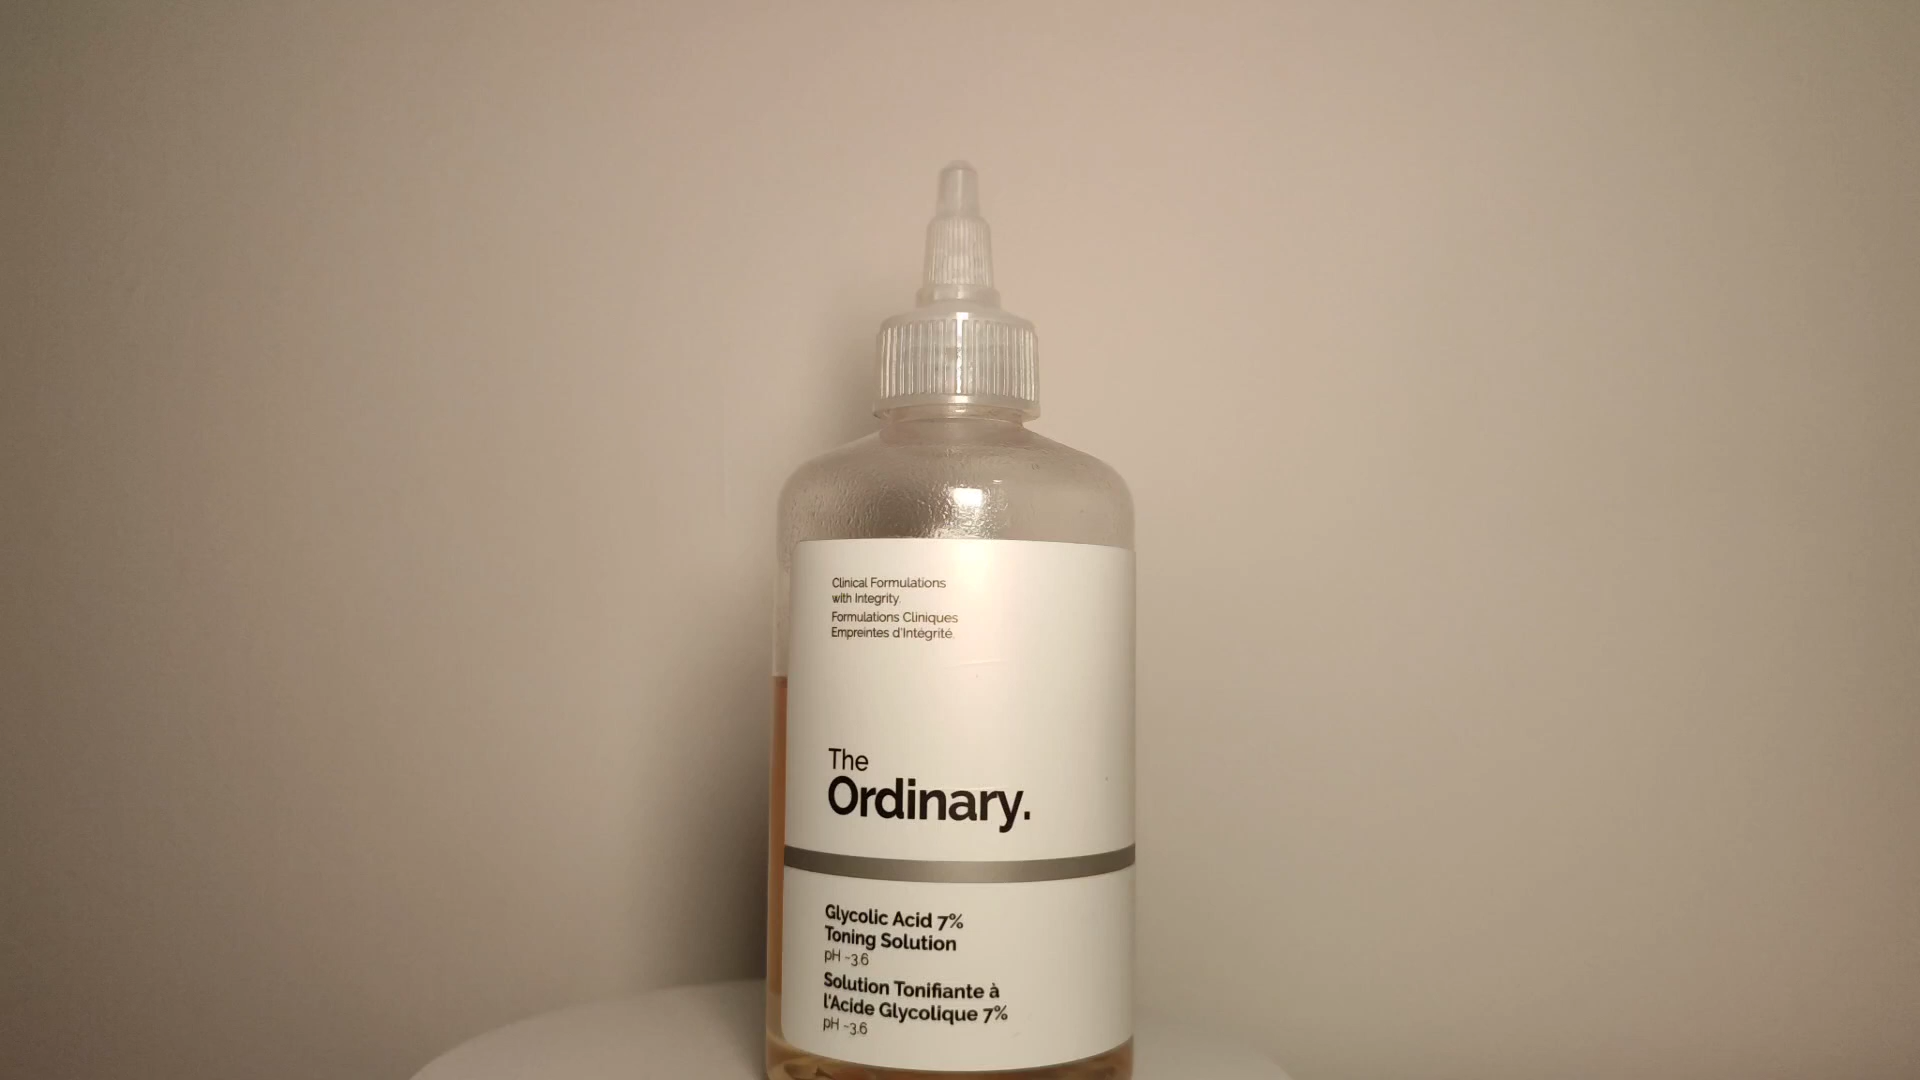 Clinical Formulations
with Integrity.
Formulations Cliniques
Empreintes d'Intégrité.
The
Ordinary.
Glycolic Acid 7%
Toning Solution
pH ~3.6
Solution Tonifiante à
l'Acide Glycolique 7%
pH ~3.6